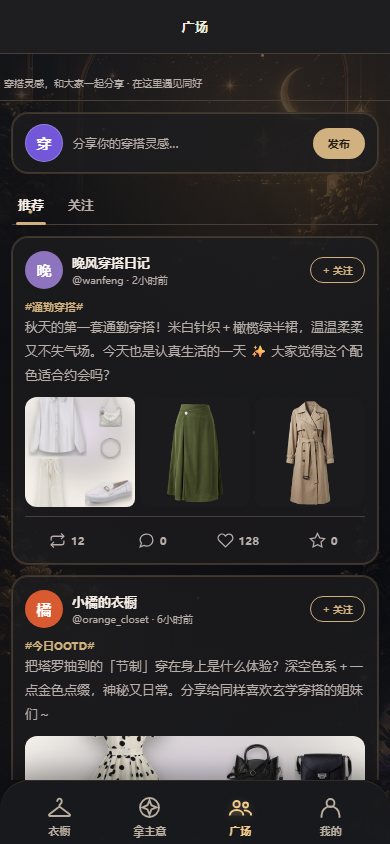 广场
穿搭灵感，和大家一起分享 · 在这里遇见同好
穿
分享你的穿搭灵感...
发布
推荐
关注
晚
晚风穿搭日记
@wanfeng · 2小时前
+ 关注
#通勤穿搭#
秋天的第一套通勤穿搭！米白针织＋橄榄绿半裙，温温柔柔
又不失气场。今天也是认真生活的一天 ✨ 大家觉得这个配
色适合约会吗？
12
0
128
0
橘
小橘的衣橱
@orange_closet · 6小时前
+ 关注
#今日OOTD#
把塔罗抽到的「节制」穿在身上是什么体验？深空色系＋一
点金色点缀，神秘又日常。分享给同样喜欢玄学穿搭的姐妹
们～
衣橱
拿主意
广场
我的